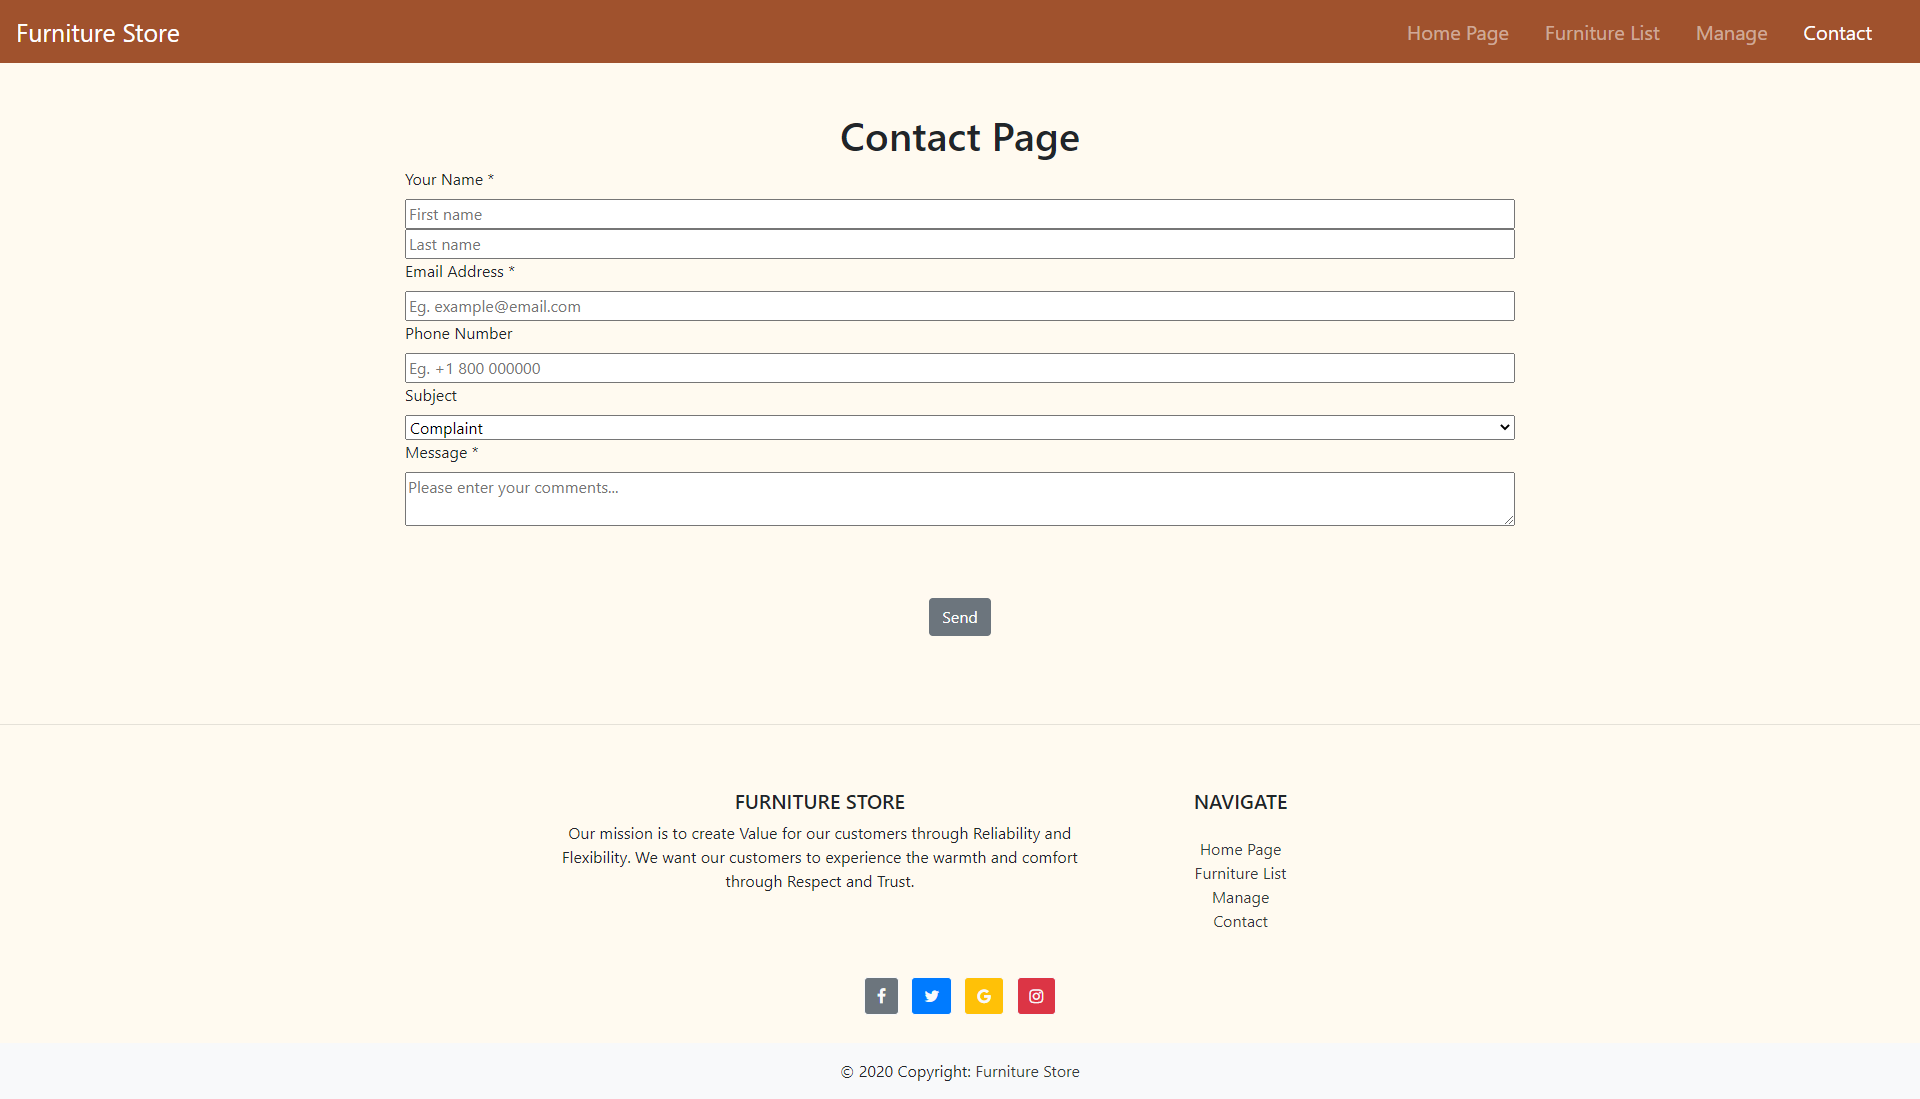 Furniture Store
Home Page
Furniture List
Manage
Contact
Contact Page
Your Name *
First name
Last name
Email Address *
Eg. example@email.com
Phone Number
Eg. +1 800 000000
Subject
Complaint
Message *
Please enter your comments...
Send
FURNITURE STORE
Our mission is to create Value for our customers through Reliability and
Flexibility. We want our customers to experience the warmth and comfort
through Respect and Trust.
NAVIGATE
Home Page
Furniture List
Manage
Contact
© 2020 Copyright: Furniture Store